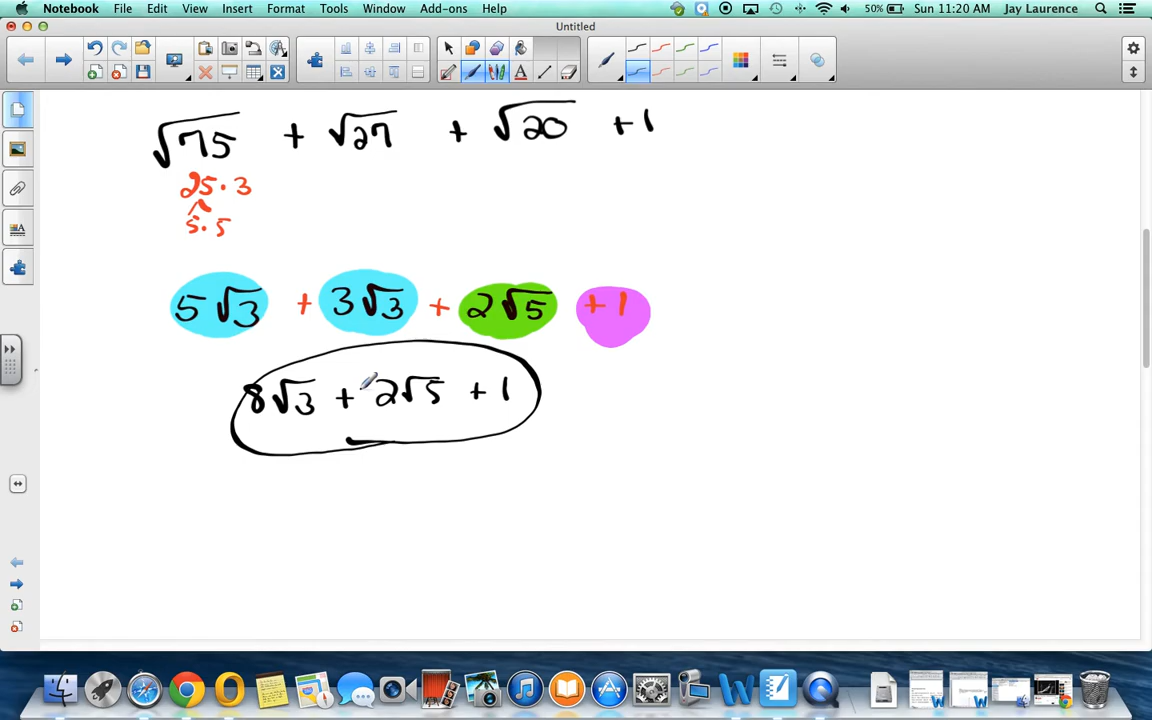 Notebook File Edit View Insert Format Tools Window Add-ons Help 50% Sun 11:20 AM Jay Laurence
Untitled
√75 + √27 + √20 + 1
25 · 3
5 · 5
5√3 + 3√3 + 2√5 + 1
8√3 + 2√5 + 1